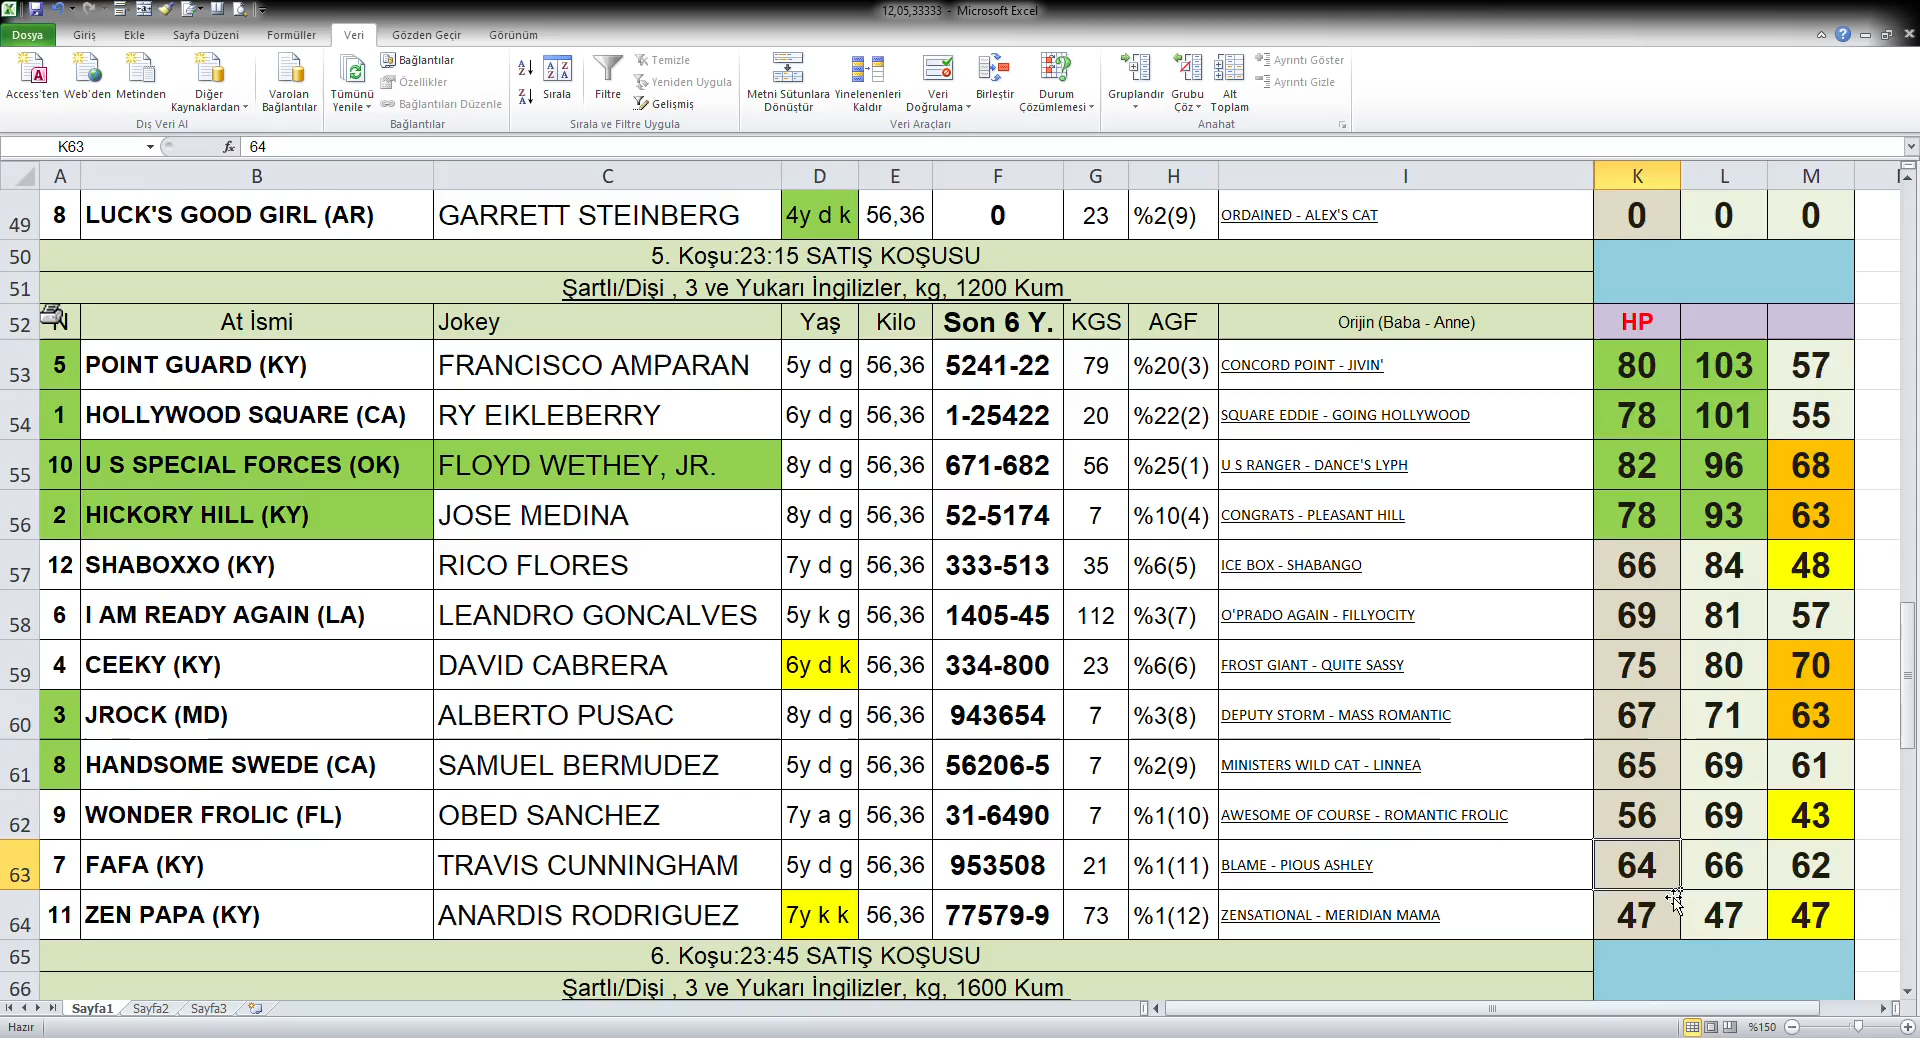 12,05,33333 - Microsoft Excel
Dosya Giriş Ekle Sayfa Düzeni Formüller Veri Gözden Geçir Görünüm
Access'ten Web'den Metinden Diğer Kaynaklardan Varolan Bağlantılar Tümünü Yenile Bağlantılar Özellikler Bağlantıları Düzenle Sırala Filtre Temizle Yeniden Uygula Gelişmiş Metni Sütunlara Dönüştür Yinelenenleri Kaldır Veri Doğrulama Birleştir Durum Çözümlemesi Gruplandır Grubu Çöz Alt Toplam Ayrıntı Göster Ayrıntı Gizle
Dış Veri Al Bağlantılar Sırala ve Filtre Uygula Veri Araçları Anahat
K63 fx 64
A B C D E F G H I K L M
49 8 LUCK'S GOOD GIRL (AR) GARRETT STEINBERG 4y d k 56,36 0 23 %2(9) ORDAINED - ALEX'S CAT 0 0 0
50 5. Koşu:23:15 SATIŞ KOŞUSU
51 Şartlı/Dişi , 3 ve Yukarı İngilizler, kg, 1200 Kum
52 N At İsmi Jokey Yaş Kilo Son 6 Y. KGS AGF Orijin (Baba - Anne) HP
53 5 POINT GUARD (KY) FRANCISCO AMPARAN 5y d g 56,36 5241-22 79 %20(3) CONCORD POINT - JIVIN' 80 103 57
54 1 HOLLYWOOD SQUARE (CA) RY EIKLEBERRY 6y d g 56,36 1-25422 20 %22(2) SQUARE EDDIE - GOING HOLLYWOOD 78 101 55
55 10 U S SPECIAL FORCES (OK) FLOYD WETHEY, JR. 8y d g 56,36 671-682 56 %25(1) U S RANGER - DANCE'S LYPH 82 96 68
56 2 HICKORY HILL (KY) JOSE MEDINA 8y d g 56,36 52-5174 7 %10(4) CONGRATS - PLEASANT HILL 78 93 63
57 12 SHABOXXO (KY) RICO FLORES 7y d g 56,36 333-513 35 %6(5) ICE BOX - SHABANGO 66 84 48
58 6 I AM READY AGAIN (LA) LEANDRO GONCALVES 5y k g 56,36 1405-45 112 %3(7) O'PRADO AGAIN - FILLYOCITY 69 81 57
59 4 CEEKY (KY) DAVID CABRERA 6y d k 56,36 334-800 23 %6(6) FROST GIANT - QUITE SASSY 75 80 70
60 3 JROCK (MD) ALBERTO PUSAC 8y d g 56,36 943654 7 %3(8) DEPUTY STORM - MASS ROMANTIC 67 71 63
61 8 HANDSOME SWEDE (CA) SAMUEL BERMUDEZ 5y d g 56,36 56206-5 7 %2(9) MINISTERS WILD CAT - LINNEA 65 69 61
62 9 WONDER FROLIC (FL) OBED SANCHEZ 7y a g 56,36 31-6490 7 %1(10) AWESOME OF COURSE - ROMANTIC FROLIC 56 69 43
63 7 FAFA (KY) TRAVIS CUNNINGHAM 5y d g 56,36 953508 21 %1(11) BLAME - PIOUS ASHLEY 64 66 62
64 11 ZEN PAPA (KY) ANARDIS RODRIGUEZ 7y k k 56,36 77579-9 73 %1(12) ZENSATIONAL - MERIDIAN MAMA 47 47 47
65 6. Koşu:23:45 SATIŞ KOŞUSU
66 Şartlı/Dişi , 3 ve Yukarı İngilizler, kg, 1600 Kum
Sayfa1 Sayfa2 Sayfa3
Hazır %150